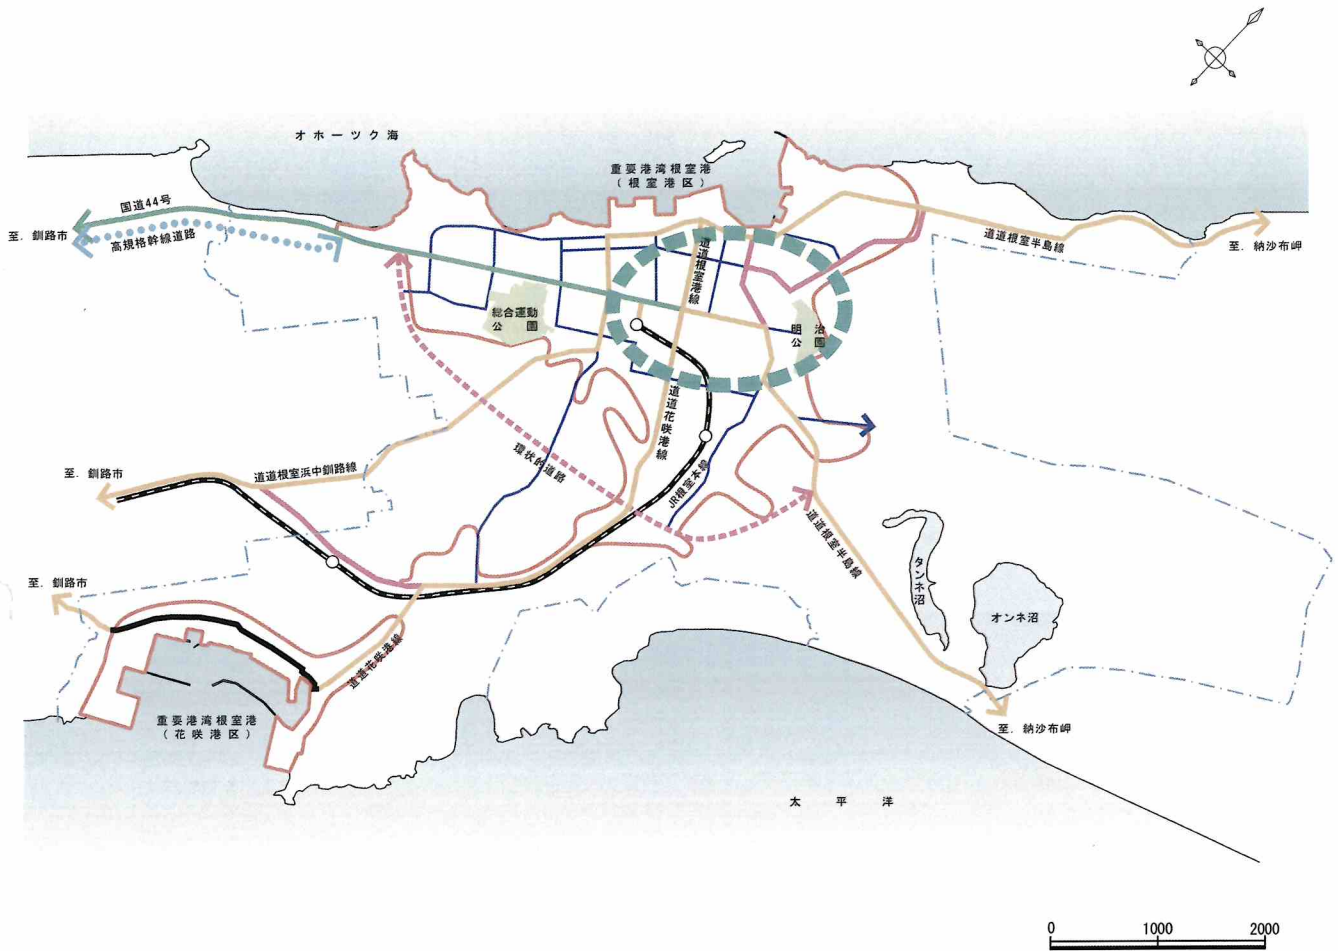 オホーツク海
重要港湾根室港
(根室港区)
国道44号
至. 釧路市
高規格幹線道路
道道根室港線
道道根室半島線
至. 納沙布岬
総合運動
公園
明治
公園
道道花咲港線
環状的道路
JR根室本線
至. 釧路市
道道根室浜中釧路線
道道根室半島線
タンネ沼
オンネ沼
至. 釧路市
道道花咲港線
重要港湾根室港
(花咲港区)
至. 納沙布岬
太平洋
0 1000 2000